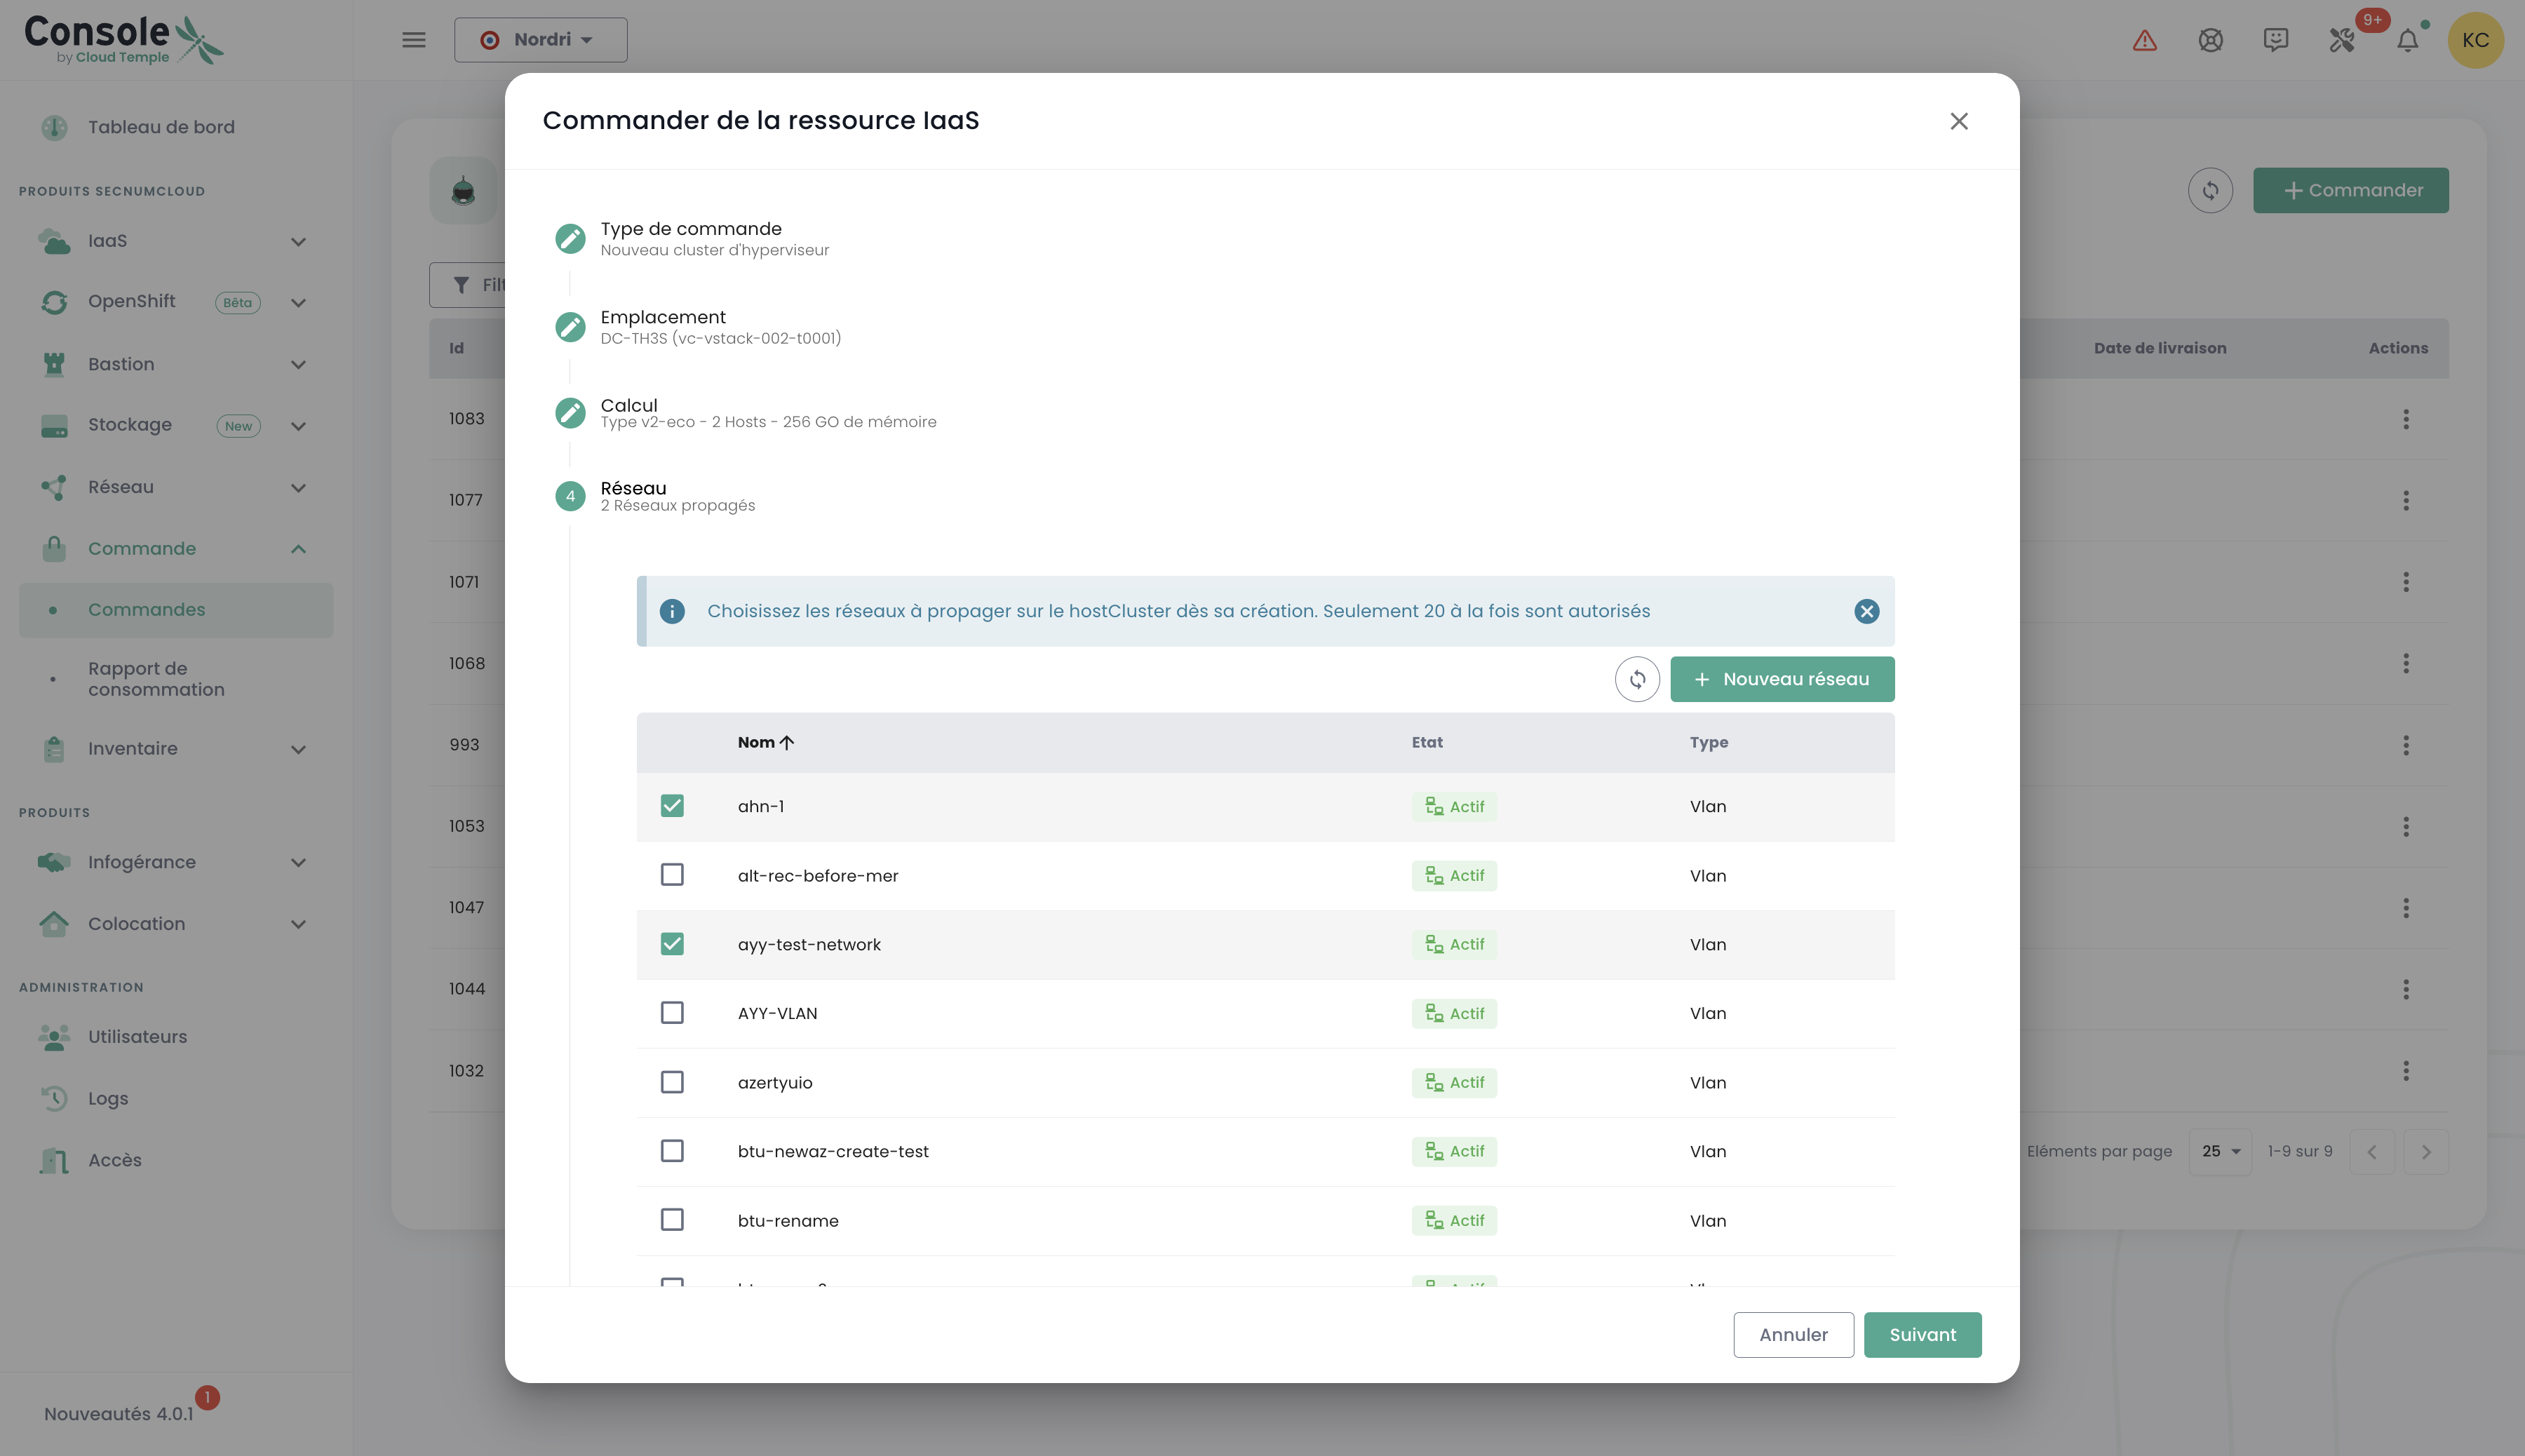 Console
by Cloud Temple
Nordri
9+
KC
Tableau de bord
PRODUITS SECNUMCLOUD
IaaS
OpenShift Bêta
Bastion
Stockage New
Réseau
Commande
Commandes
Rapport de
consommation
Inventaire
PRODUITS
Infogérance
Colocation
ADMINISTRATION
Utilisateurs
Logs
Accès
Nouveautés 4.0.1
1
Commander
Filt
Id Date de livraison Actions
1083
1077
1071
1068
993
1053
1047
1044
1032
Eléments par page 25 1-9 sur 9
Commander de la ressource IaaS
Type de commande
Nouveau cluster d'hyperviseur
Emplacement
DC-TH3S (vc-vstack-002-t0001)
Calcul
Type v2-eco - 2 Hosts - 256 GO de mémoire
4 Réseau
2 Réseaux propagés
Choisissez les réseaux à propager sur le hostCluster dès sa création. Seulement 20 à la fois sont autorisés
Nouveau réseau
Nom Etat Type
ahn-1 Actif Vlan
alt-rec-before-mer Actif Vlan
ayy-test-network Actif Vlan
AYY-VLAN Actif Vlan
azertyuio Actif Vlan
btu-newaz-create-test Actif Vlan
btu-rename Actif Vlan
Annuler Suivant